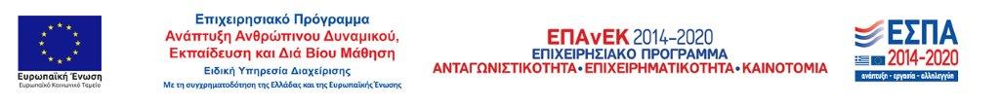 Ευρωπαϊκή Ένωση
Ευρωπαϊκό Κοινωνικό Ταμείο
Επιχειρησιακό Πρόγραμμα
Ανάπτυξη Ανθρώπινου Δυναμικού,
Εκπαίδευση και Διά Βίου Μάθηση
Ειδική Υπηρεσία Διαχείρισης
Με τη συγχρηματοδότηση της Ελλάδας και της Ευρωπαϊκής Ένωσης
ΕΠΑνΕΚ 2014-2020
ΕΠΙΧΕΙΡΗΣΙΑΚΟ ΠΡΟΓΡΑΜΜΑ
ΑΝΤΑΓΩΝΙΣΤΙΚΟΤΗΤΑ•ΕΠΙΧΕΙΡΗΜΑΤΙΚΟΤΗΤΑ•ΚΑΙΝΟΤΟΜΙΑ
ΕΣΠΑ
2014-2020
ανάπτυξη - εργασία - αλληλεγγύη